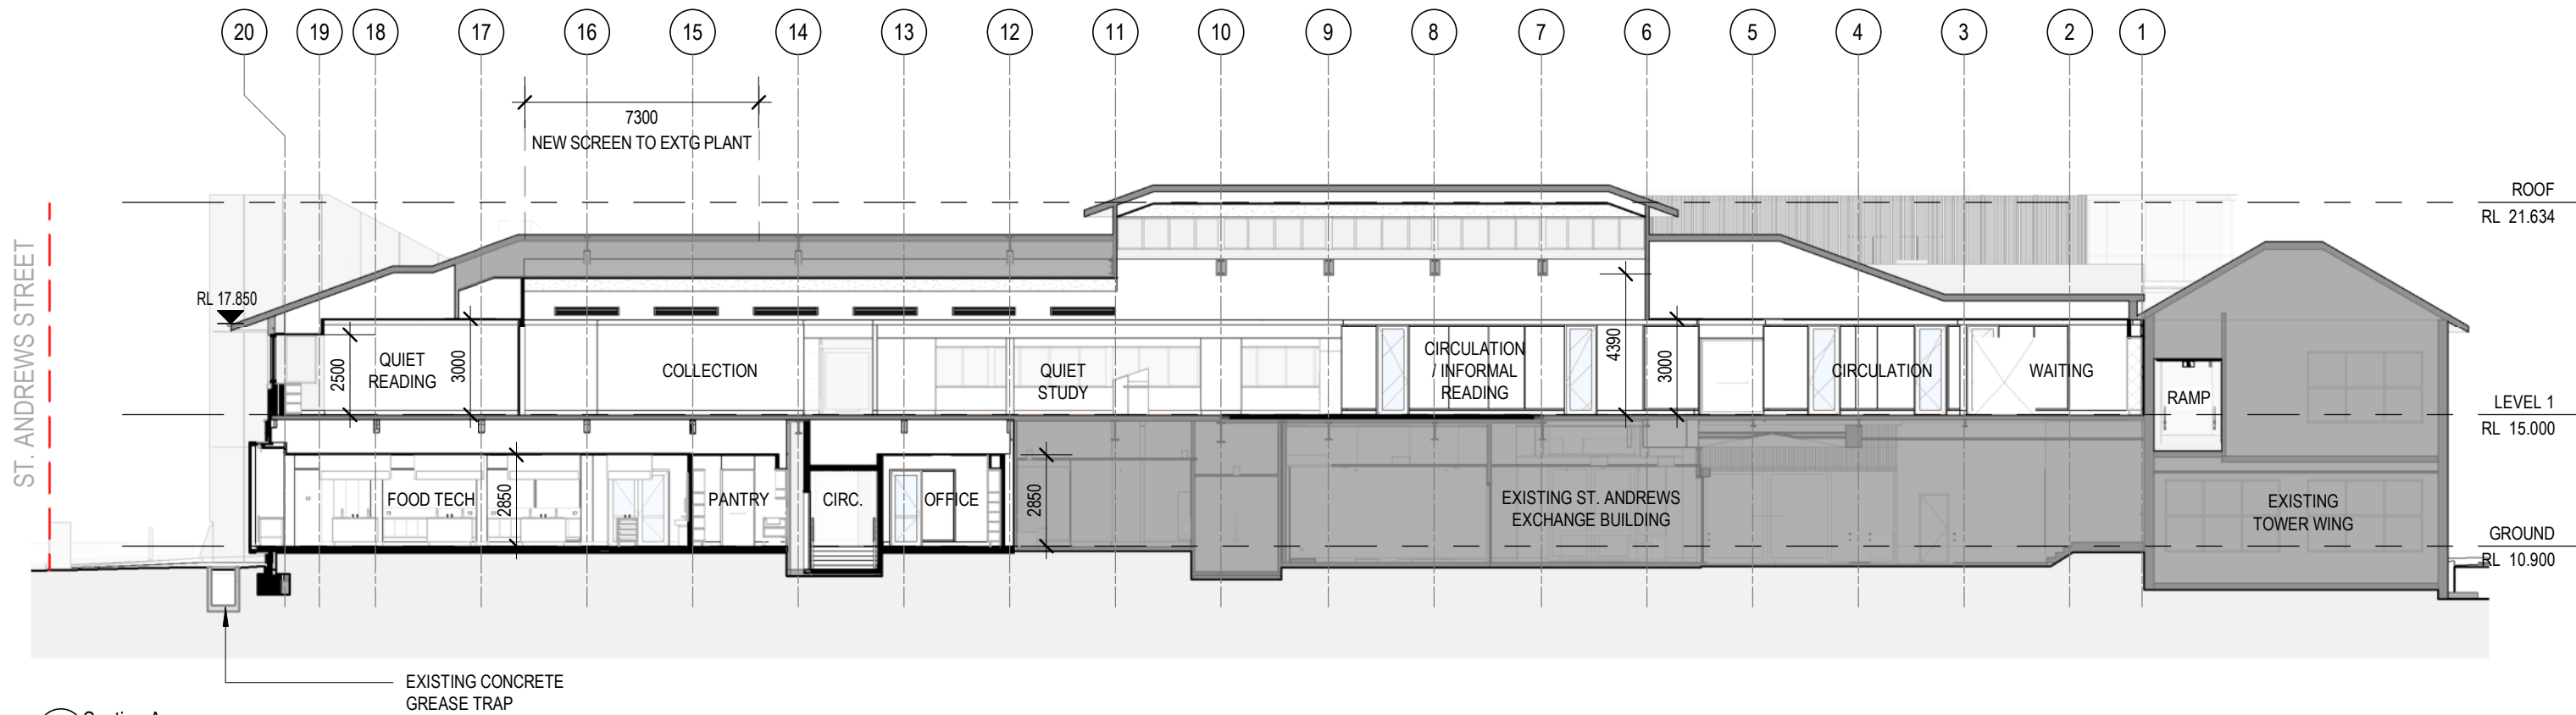 20 19 18 17 16 15 14 13 12 11 10 9 8 7 6 5 4 3 2 1
7300
NEW SCREEN TO EXTG PLANT
ROOF
RL 21.634
ST. ANDREWS STREET
RL 17.850
2500
QUIET
READING
3000
COLLECTION
QUIET
STUDY
CIRCULATION
/ INFORMAL
READING
4390
3000
CIRCULATION
WAITING
RAMP
LEVEL 1
RL 15.000
FOOD TECH
2850
PANTRY
CIRC.
OFFICE
2850
EXISTING ST. ANDREWS
EXCHANGE BUILDING
EXISTING
TOWER WING
GROUND
RL 10.900
EXISTING CONCRETE
GREASE TRAP